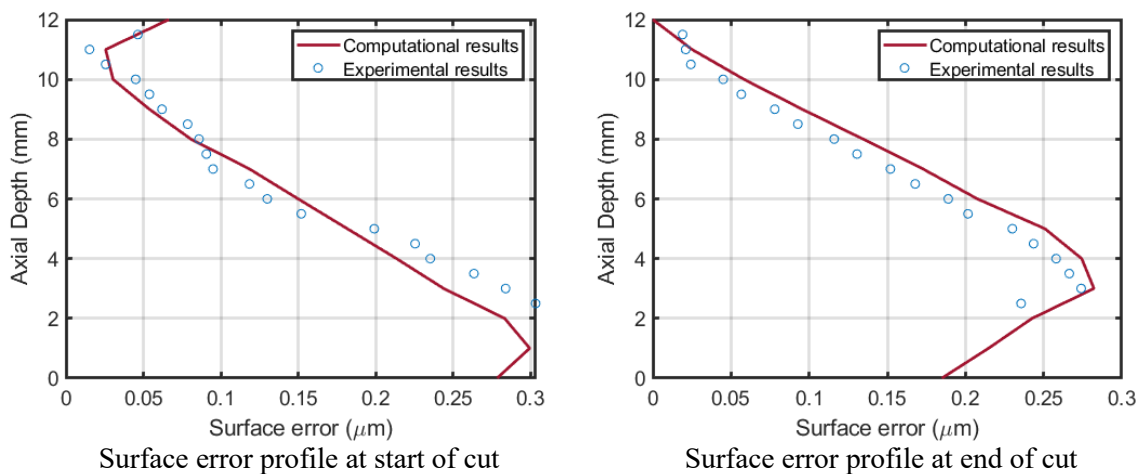 12
10
8
6
4
2
0
Axial Depth (mm)
Computational results
Experimental results
0 0.05 0.1 0.15 0.2 0.25 0.3
Surface error (μm)
Surface error profile at start of cut
12
10
8
6
4
2
0
Axial Depth (mm)
Computational results
Experimental results
0 0.05 0.1 0.15 0.2 0.25 0.3
Surface error (μm)
Surface error profile at end of cut